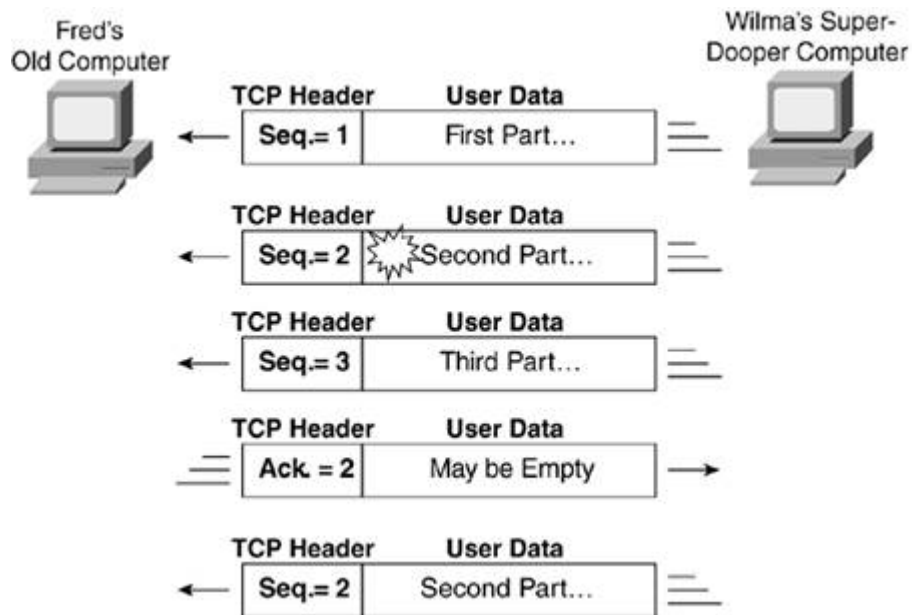 Fred's
Old Computer
Wilma's Super-
Dooper Computer
TCP Header User Data
Seq.= 1 First Part...
TCP Header User Data
Seq.= 2 Second Part...
TCP Header User Data
Seq.= 3 Third Part...
TCP Header User Data
Ack. = 2 May be Empty
TCP Header User Data
Seq.= 2 Second Part...